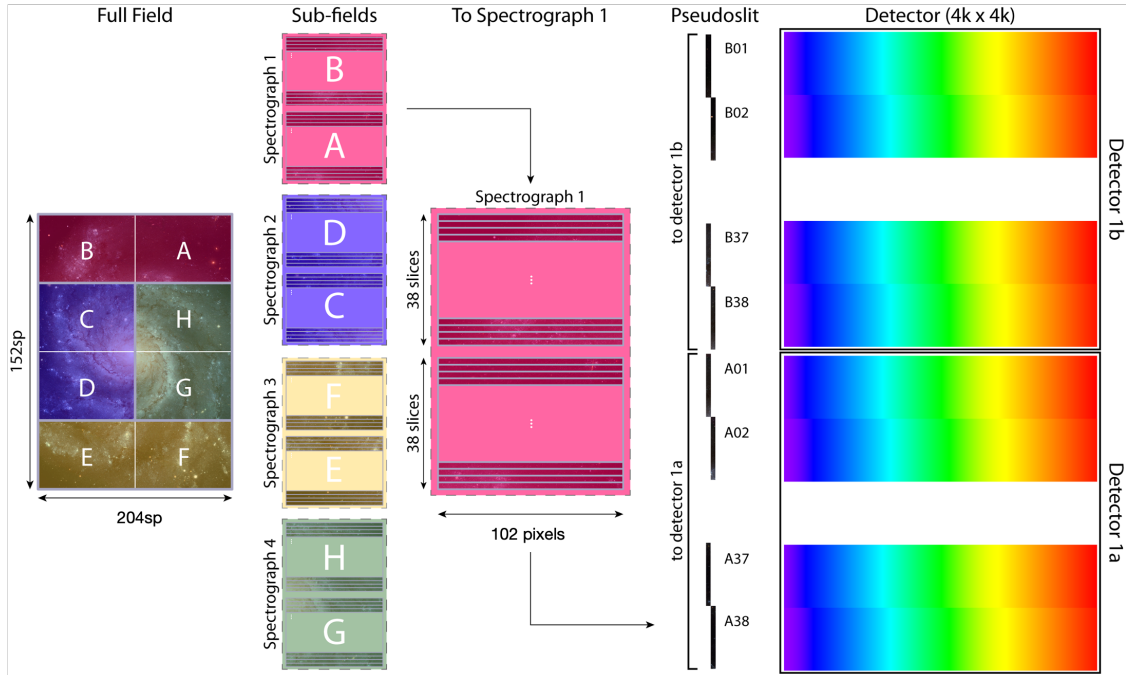 Full Field
Sub-fields
To Spectrograph 1
Pseudoslit
Detector (4k x 4k)
152sp
B
A
C
H
D
G
E
F
204sp
Spectrograph 1
B
A
Spectrograph 2
D
C
Spectrograph 3
F
E
Spectrograph 4
H
G
Spectrograph 1
38 slices
38 slices
102 pixels
to detector 1b
B01
B02
B37
B38
to detector 1a
A01
A02
A37
A38
Detector 1b
Detector 1a